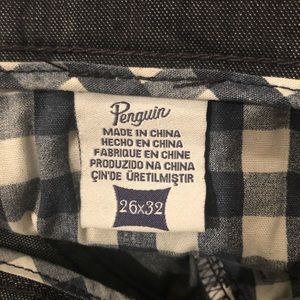 Penguin
MADE IN CHINA
HECHO EN CHINA
FABRIQUE EN CHINE
PRODUZIDO NA CHINA
ÇİN'DE ÜRETİLMİŞTİR
26x32